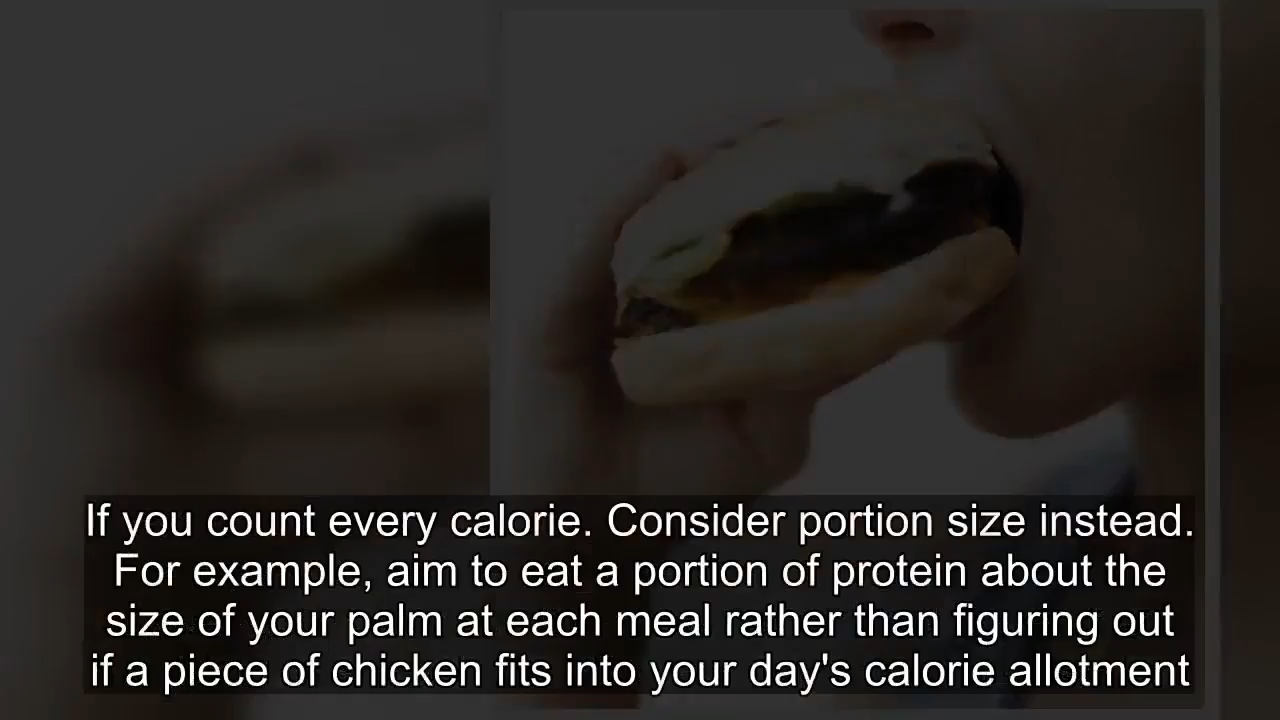 If you count every calorie. Consider portion size instead.
For example, aim to eat a portion of protein about the
size of your palm at each meal rather than figuring out
if a piece of chicken fits into your day's calorie allotment